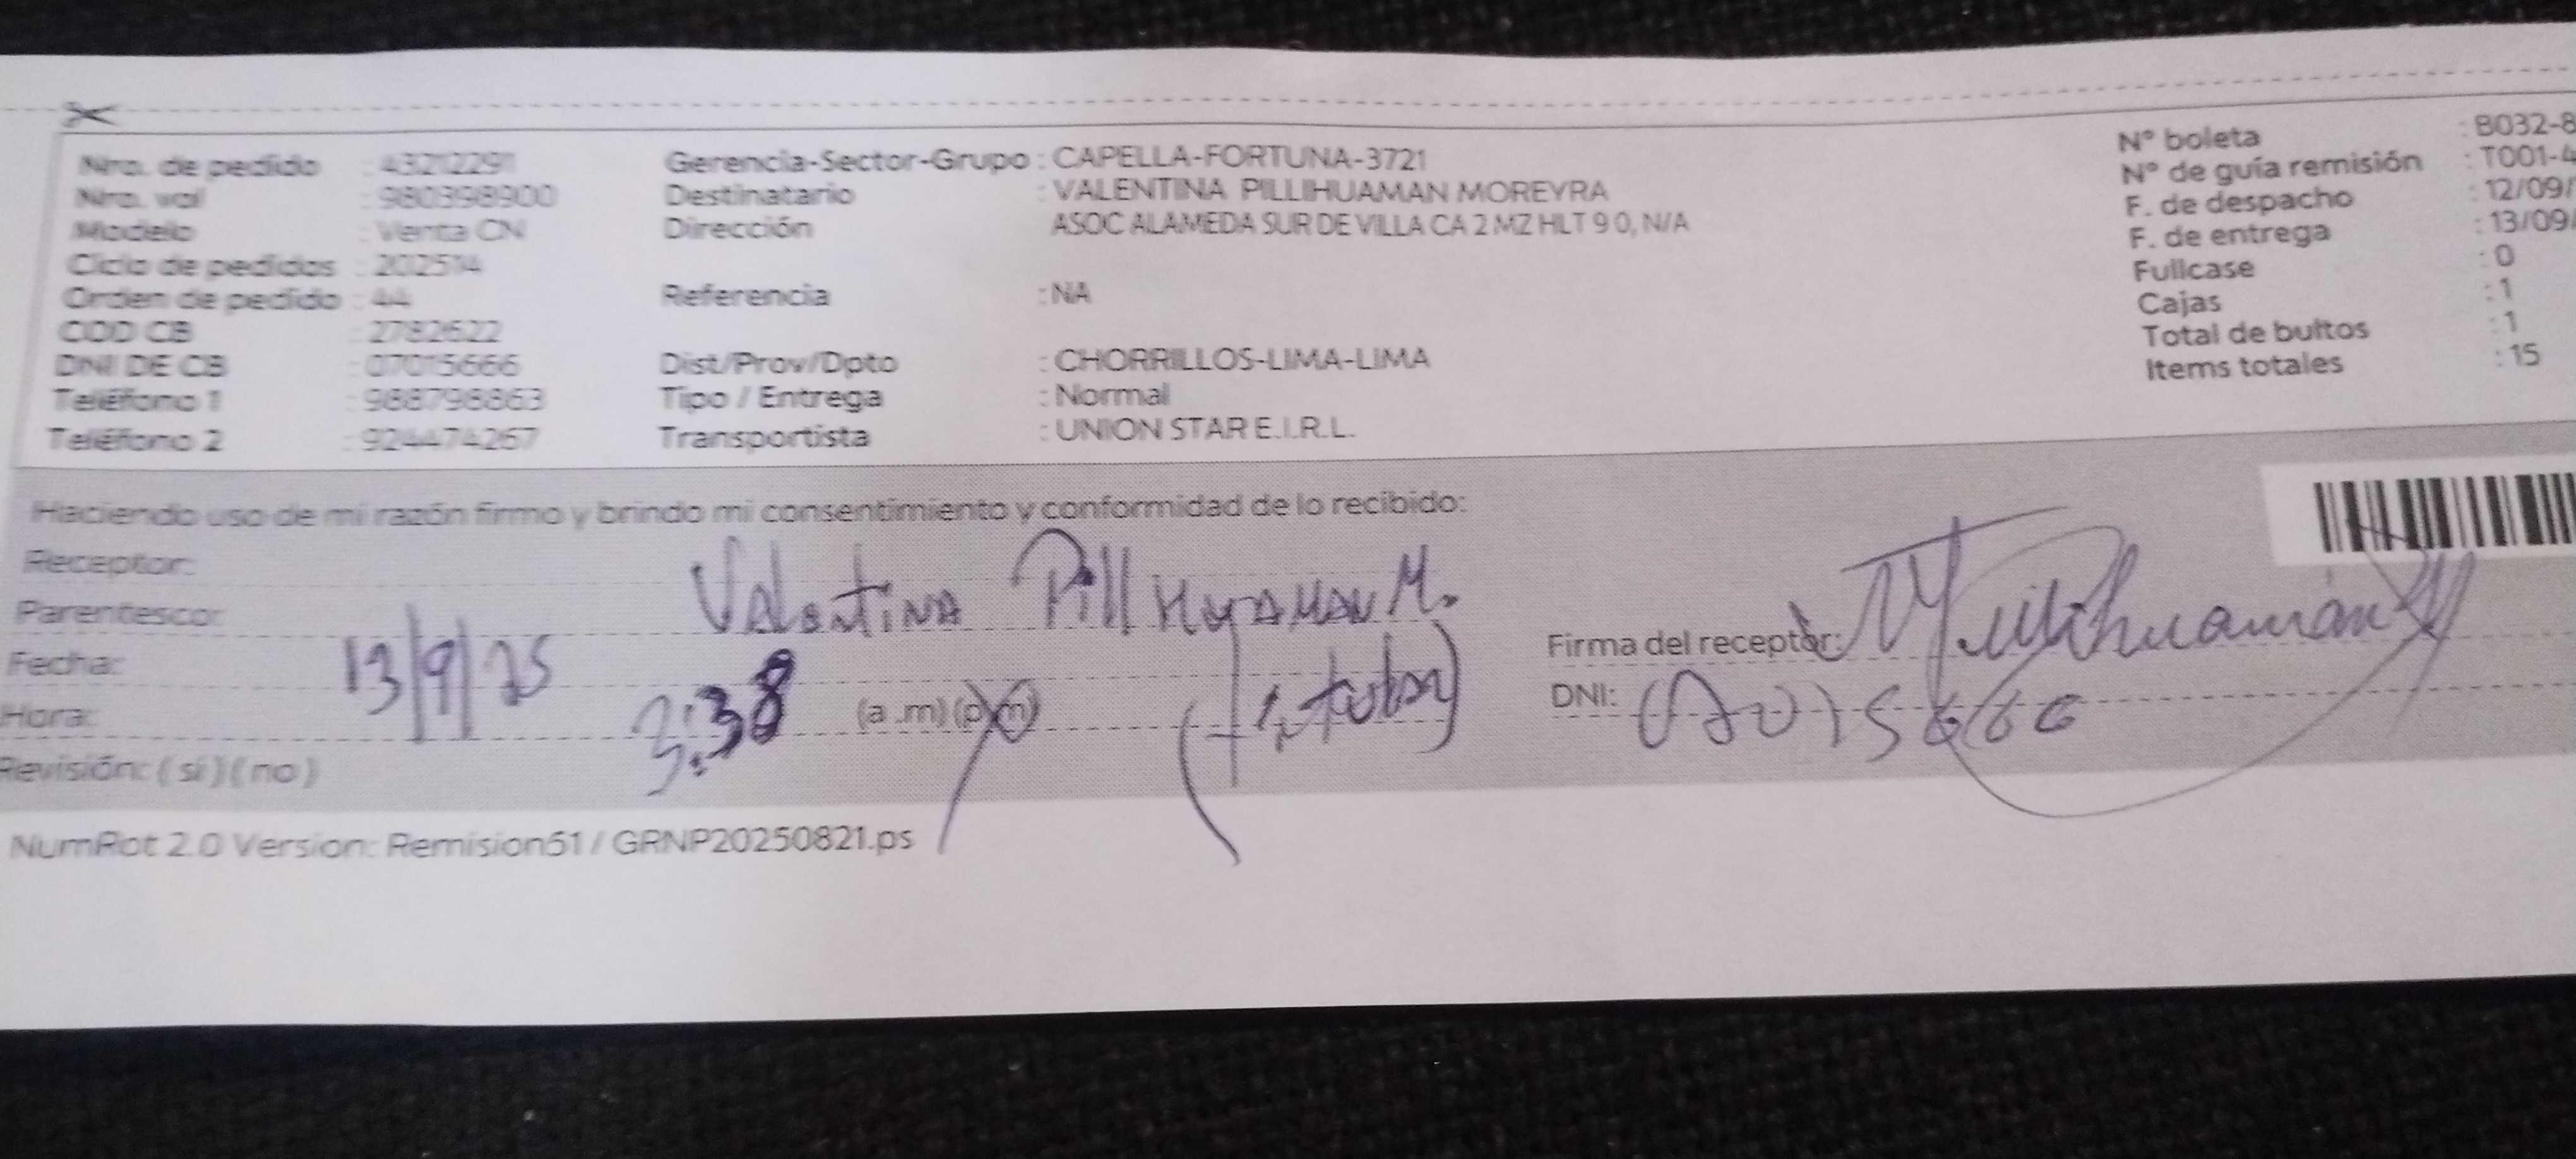 Nro. de pedido : 43212291
Nro. val : 980398900
Modelo : Venta CN
Ciclo de pedidos : 202514
Orden de pedido : 44
COD CB : 2782622
DNI DE CB : 07015666
Teléfono 1 : 988798863
Teléfono 2 : 924474267
Gerencia-Sector-Grupo : CAPELLA-FORTUNA-3721
Destinatario : VALENTINA PILLIHUAMAN MOREYRA
Dirección ASOC ALAMEDA SUR DE VILLA CA 2 MZ H LT 9 0, N/A
Referencia : NA
Dist/Prov/Dpto : CHORRILLOS-LIMA-LIMA
Tipo / Entrega : Normal
Transportista : UNION STAR E.I.R.L.
N° boleta : B032-8
N° de guía remisión : T001-4
F. de despacho : 12/09/
F. de entrega : 13/09/
Fullcase : 0
Cajas : 1
Total de bultos : 1
Items totales : 15
Haciendo uso de mi razón firmo y brindo mi consentimiento y conformidad de lo recibido:
Receptor: Valentina Pillihuaman M.
Parentesco:
Fecha: 13/9/25
Hora: 3:38 (a .m) (p.m)
Revisión: ( si ) ( no )
Firma del receptor:
DNI: 07015666
NumRot 2.0 Version: Remision61 / GRNP20250821.ps